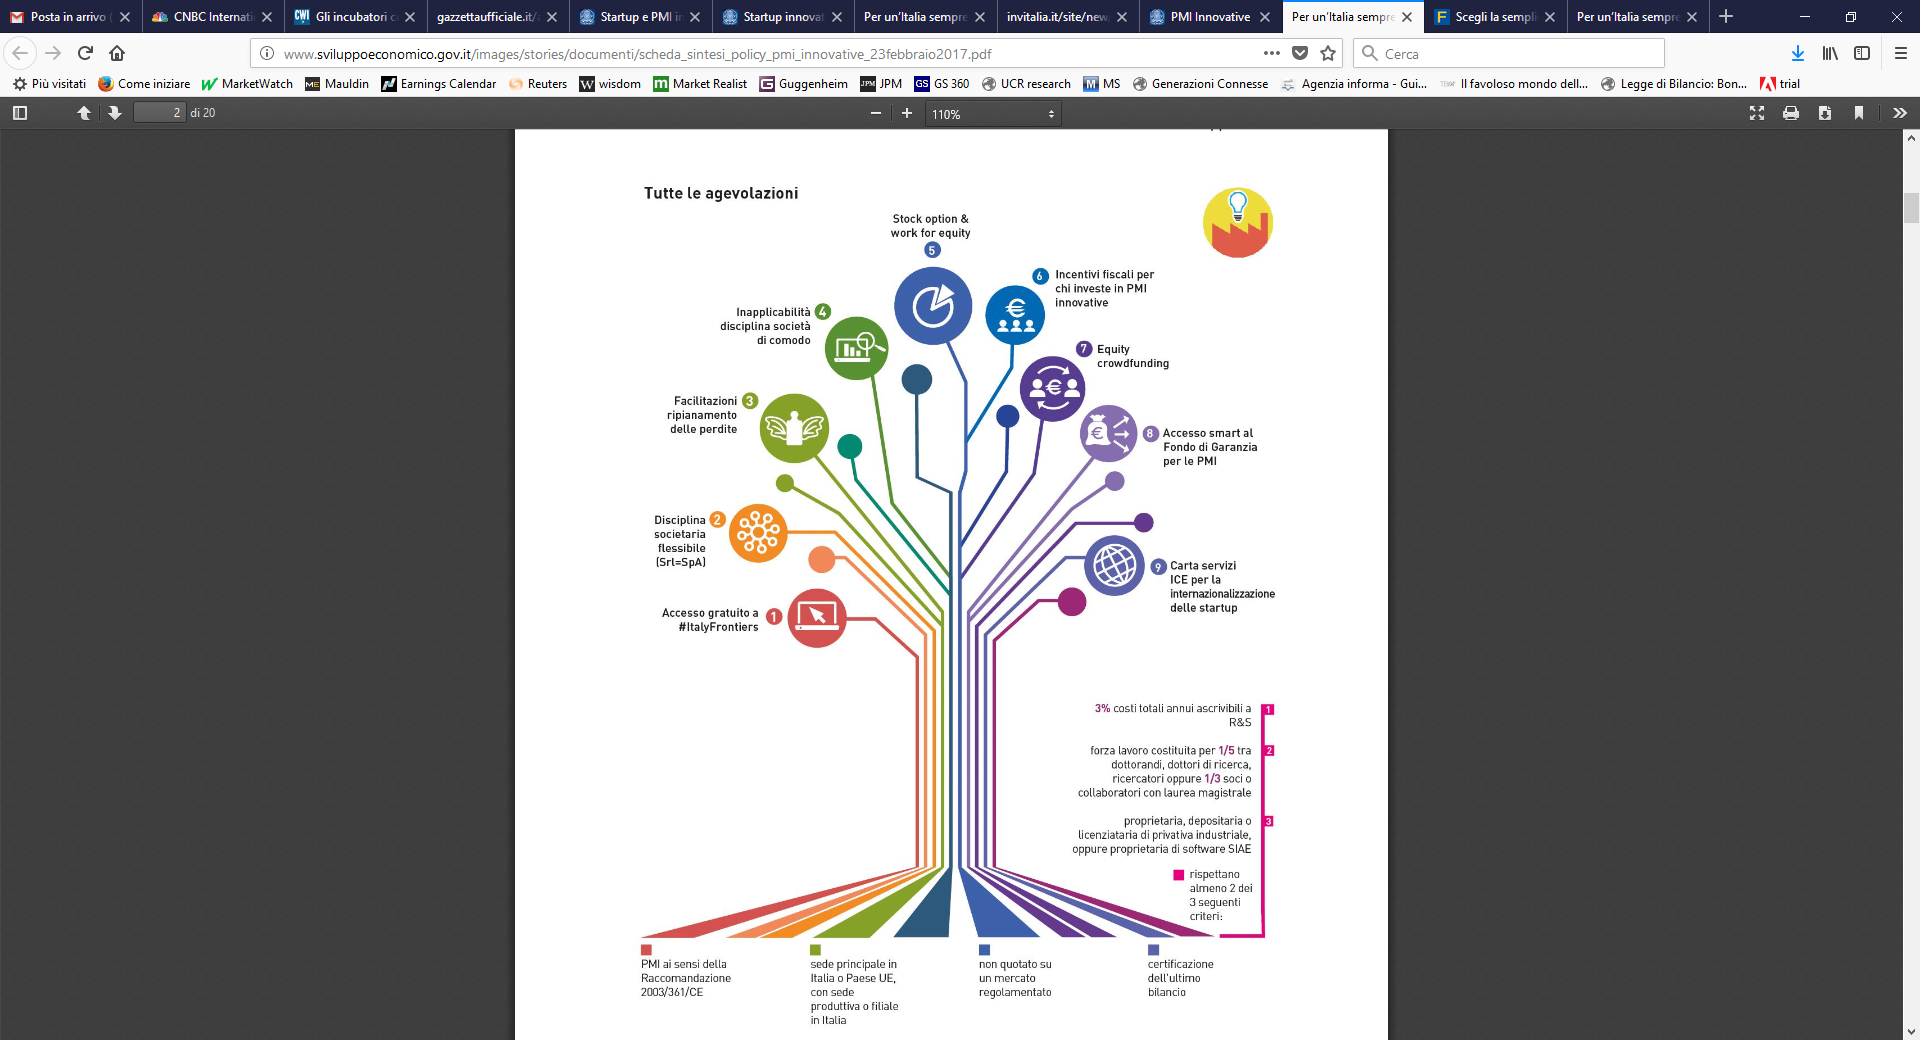 Posta in arrivo (
CNBC Internati
Gli incubatori c
gazzettaufficiale.it/a
Startup e PMI in
Startup innovat
Per un'Italia sempre
invitalia.it/site/new/
PMI Innovative
Per un'Italia sempre
Scegli la sempli
Per un'Italia sempre
www.sviluppoeconomico.gov.it/images/stories/documenti/scheda_sintesi_policy_pmi_innovative_23febbraio2017.pdf
Cerca
Più visitati
Come iniziare
MarketWatch
ME Mauldin
Earnings Calendar
Reuters
W wisdom
m Market Realist
G Guggenheim
JPM JPM
GS GS 360
UCR research
M MS
Generazioni Connesse
Agenzia informa - Gui...
Il favoloso mondo dell...
Legge di Bilancio: Bon...
trial
2 di 20
110%
Tutte le agevolazioni
Stock option &
work for equity
5
6 Incentivi fiscali per
chi investe in PMI
innovative
Inapplicabilità 4
disciplina società
di comodo
7 Equity
crowdfunding
Facilitazioni 3
ripianamento
delle perdite
8 Accesso smart al
Fondo di Garanzia
per le PMI
Disciplina 2
societaria
flessibile
(Srl=SpA)
9 Carta servizi
ICE per la
internazionalizzazione
delle startup
Accesso gratuito a 1
#ItalyFrontiers
3% costi totali annui ascrivibili a 1
R&S
forza lavoro costituita per 1/5 tra 2
dottorandi, dottori di ricerca,
ricercatori oppure 1/3 soci o
collaboratori con laurea magistrale
proprietaria, depositaria o 3
licenziataria di privativa industriale,
oppure proprietaria di software SIAE
rispettano
almeno 2 dei
3 seguenti
criteri:
PMI ai sensi della
Raccomandazione
2003/361/CE
sede principale in
Italia o Paese UE,
con sede
produttiva o filiale
in Italia
non quotato su
un mercato
regolamentato
certificazione
dell'ultimo
bilancio